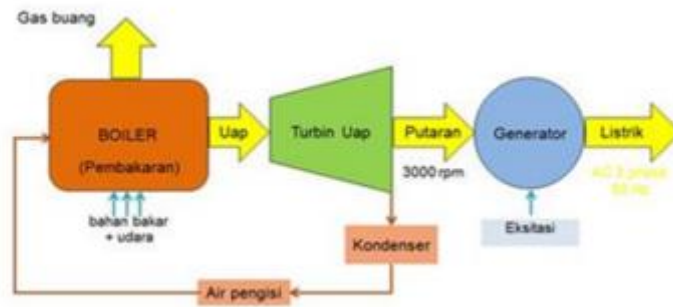 Gas buang
BOILER
(Pembakaran)
Uap
Turbin Uap
Putaran
3000 rpm
Generator
Listrik
AC 3 phase
50 Hz
bahan bakar
+ udara
Eksitasi
Kondenser
Air pengisi